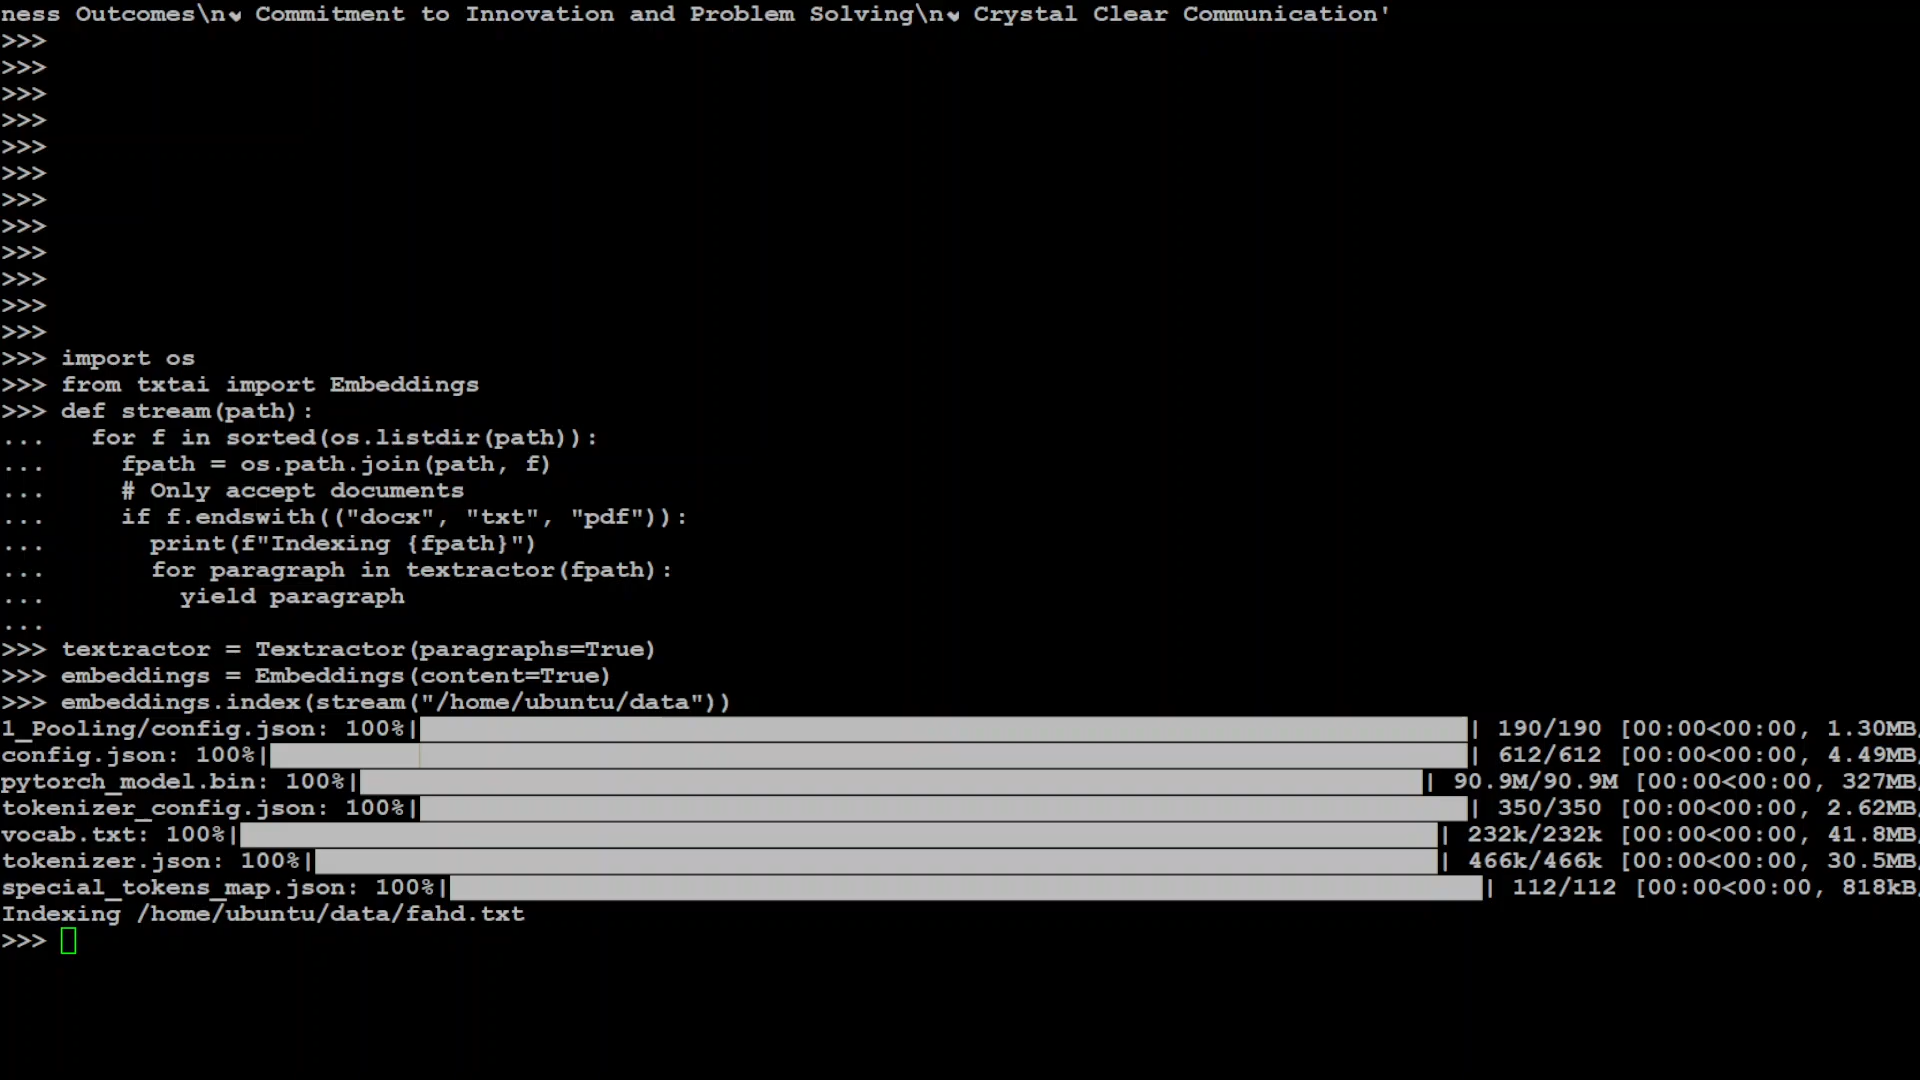 ness Outcomes\n❤ Commitment to Innovation and Problem Solving\n❤ Crystal Clear Communication'
>>>
>>>
>>>
>>>
>>>
>>>
>>>
>>>
>>>
>>>
>>>
>>>
>>> import os
>>> from txtai import Embeddings
>>> def stream(path):
...   for f in sorted(os.listdir(path)):
...     fpath = os.path.join(path, f)
...     # Only accept documents
...     if f.endswith(("docx", "txt", "pdf")):
...       print(f"Indexing {fpath}")
...       for paragraph in textractor(fpath):
...         yield paragraph
...
>>> textractor = Textractor(paragraphs=True)
>>> embeddings = Embeddings(content=True)
>>> embeddings.index(stream("/home/ubuntu/data"))
1_Pooling/config.json: 100%| | 190/190 [00:00<00:00, 1.30MB/
config.json: 100%| | 612/612 [00:00<00:00, 4.49MB/
pytorch_model.bin: 100%| | 90.9M/90.9M [00:00<00:00, 327MB/
tokenizer_config.json: 100%| | 350/350 [00:00<00:00, 2.62MB/
vocab.txt: 100%| | 232k/232k [00:00<00:00, 41.8MB/
tokenizer.json: 100%| | 466k/466k [00:00<00:00, 30.5MB/
special_tokens_map.json: 100%| | 112/112 [00:00<00:00, 818kB/
Indexing /home/ubuntu/data/fahd.txt
>>>